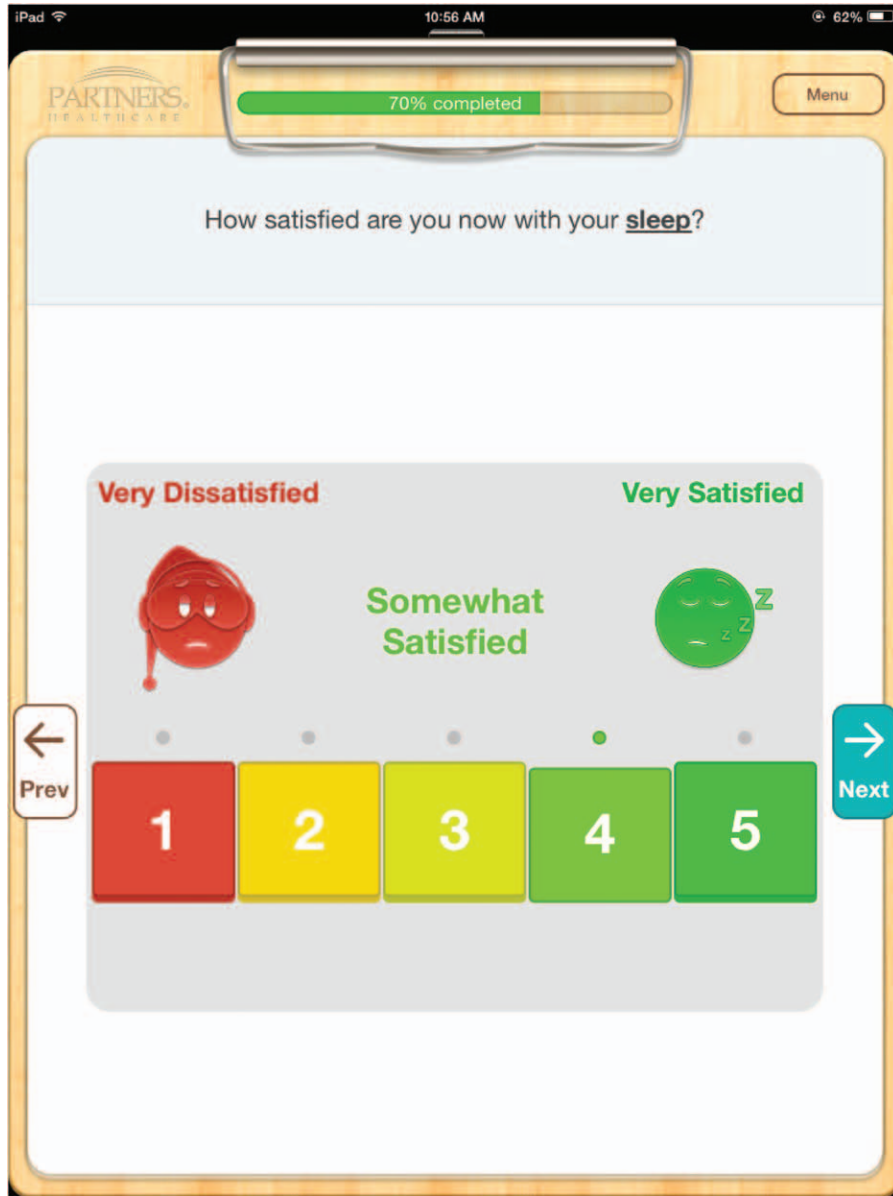 iPad 10:56 AM 62%
PARTNERS®
HEALTHCARE
70% completed
Menu
How satisfied are you now with your sleep?
Very Dissatisfied Very Satisfied
Somewhat
Satisfied
z
z
Z
Prev
Next
1 2 3 4 5